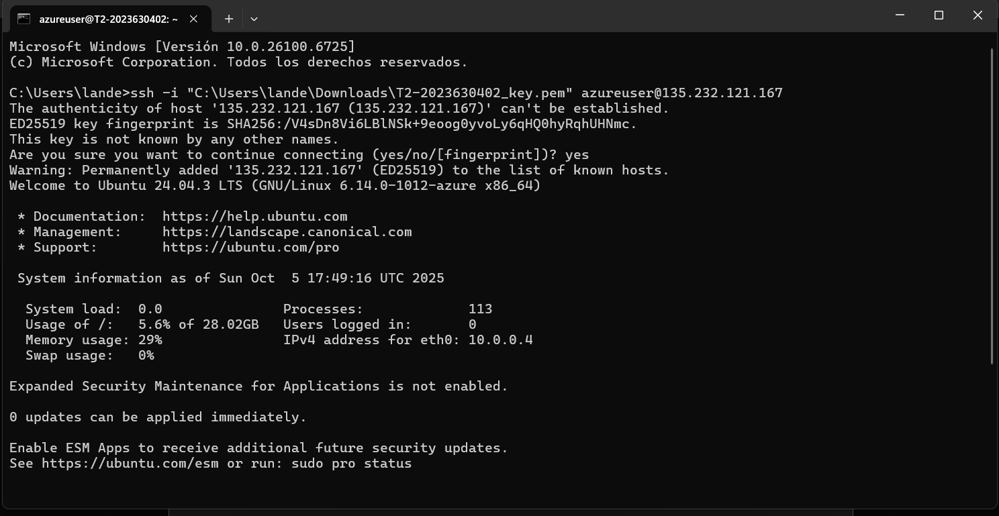 azureuser@T2-2023630402: ~
Microsoft Windows [Versión 10.0.26100.6725]
(c) Microsoft Corporation. Todos los derechos reservados.
C:\Users\lande>ssh -i "C:\Users\lande\Downloads\T2-2023630402_key.pem" azureuser@135.232.121.167
The authenticity of host '135.232.121.167 (135.232.121.167)' can't be established.
ED25519 key fingerprint is SHA256:/V4sDn8Vi6LBlNSk+9eoog0yvoLy6qHQ0hyRqhUHNmc.
This key is not known by any other names.
Are you sure you want to continue connecting (yes/no/[fingerprint])? yes
Warning: Permanently added '135.232.121.167' (ED25519) to the list of known hosts.
Welcome to Ubuntu 24.04.3 LTS (GNU/Linux 6.14.0-1012-azure x86_64)
* Documentation:  https://help.ubuntu.com
* Management:     https://landscape.canonical.com
* Support:        https://ubuntu.com/pro
System information as of Sun Oct  5 17:49:16 UTC 2025
System load:  0.0               Processes:             113
Usage of /:   5.6% of 28.02GB   Users logged in:       0
Memory usage: 29%               IPv4 address for eth0: 10.0.0.4
Swap usage:   0%
Expanded Security Maintenance for Applications is not enabled.
0 updates can be applied immediately.
Enable ESM Apps to receive additional future security updates.
See https://ubuntu.com/esm or run: sudo pro status